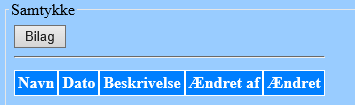 Samtykke
Bilag
Navn Dato Beskrivelse Ændret af Ændret